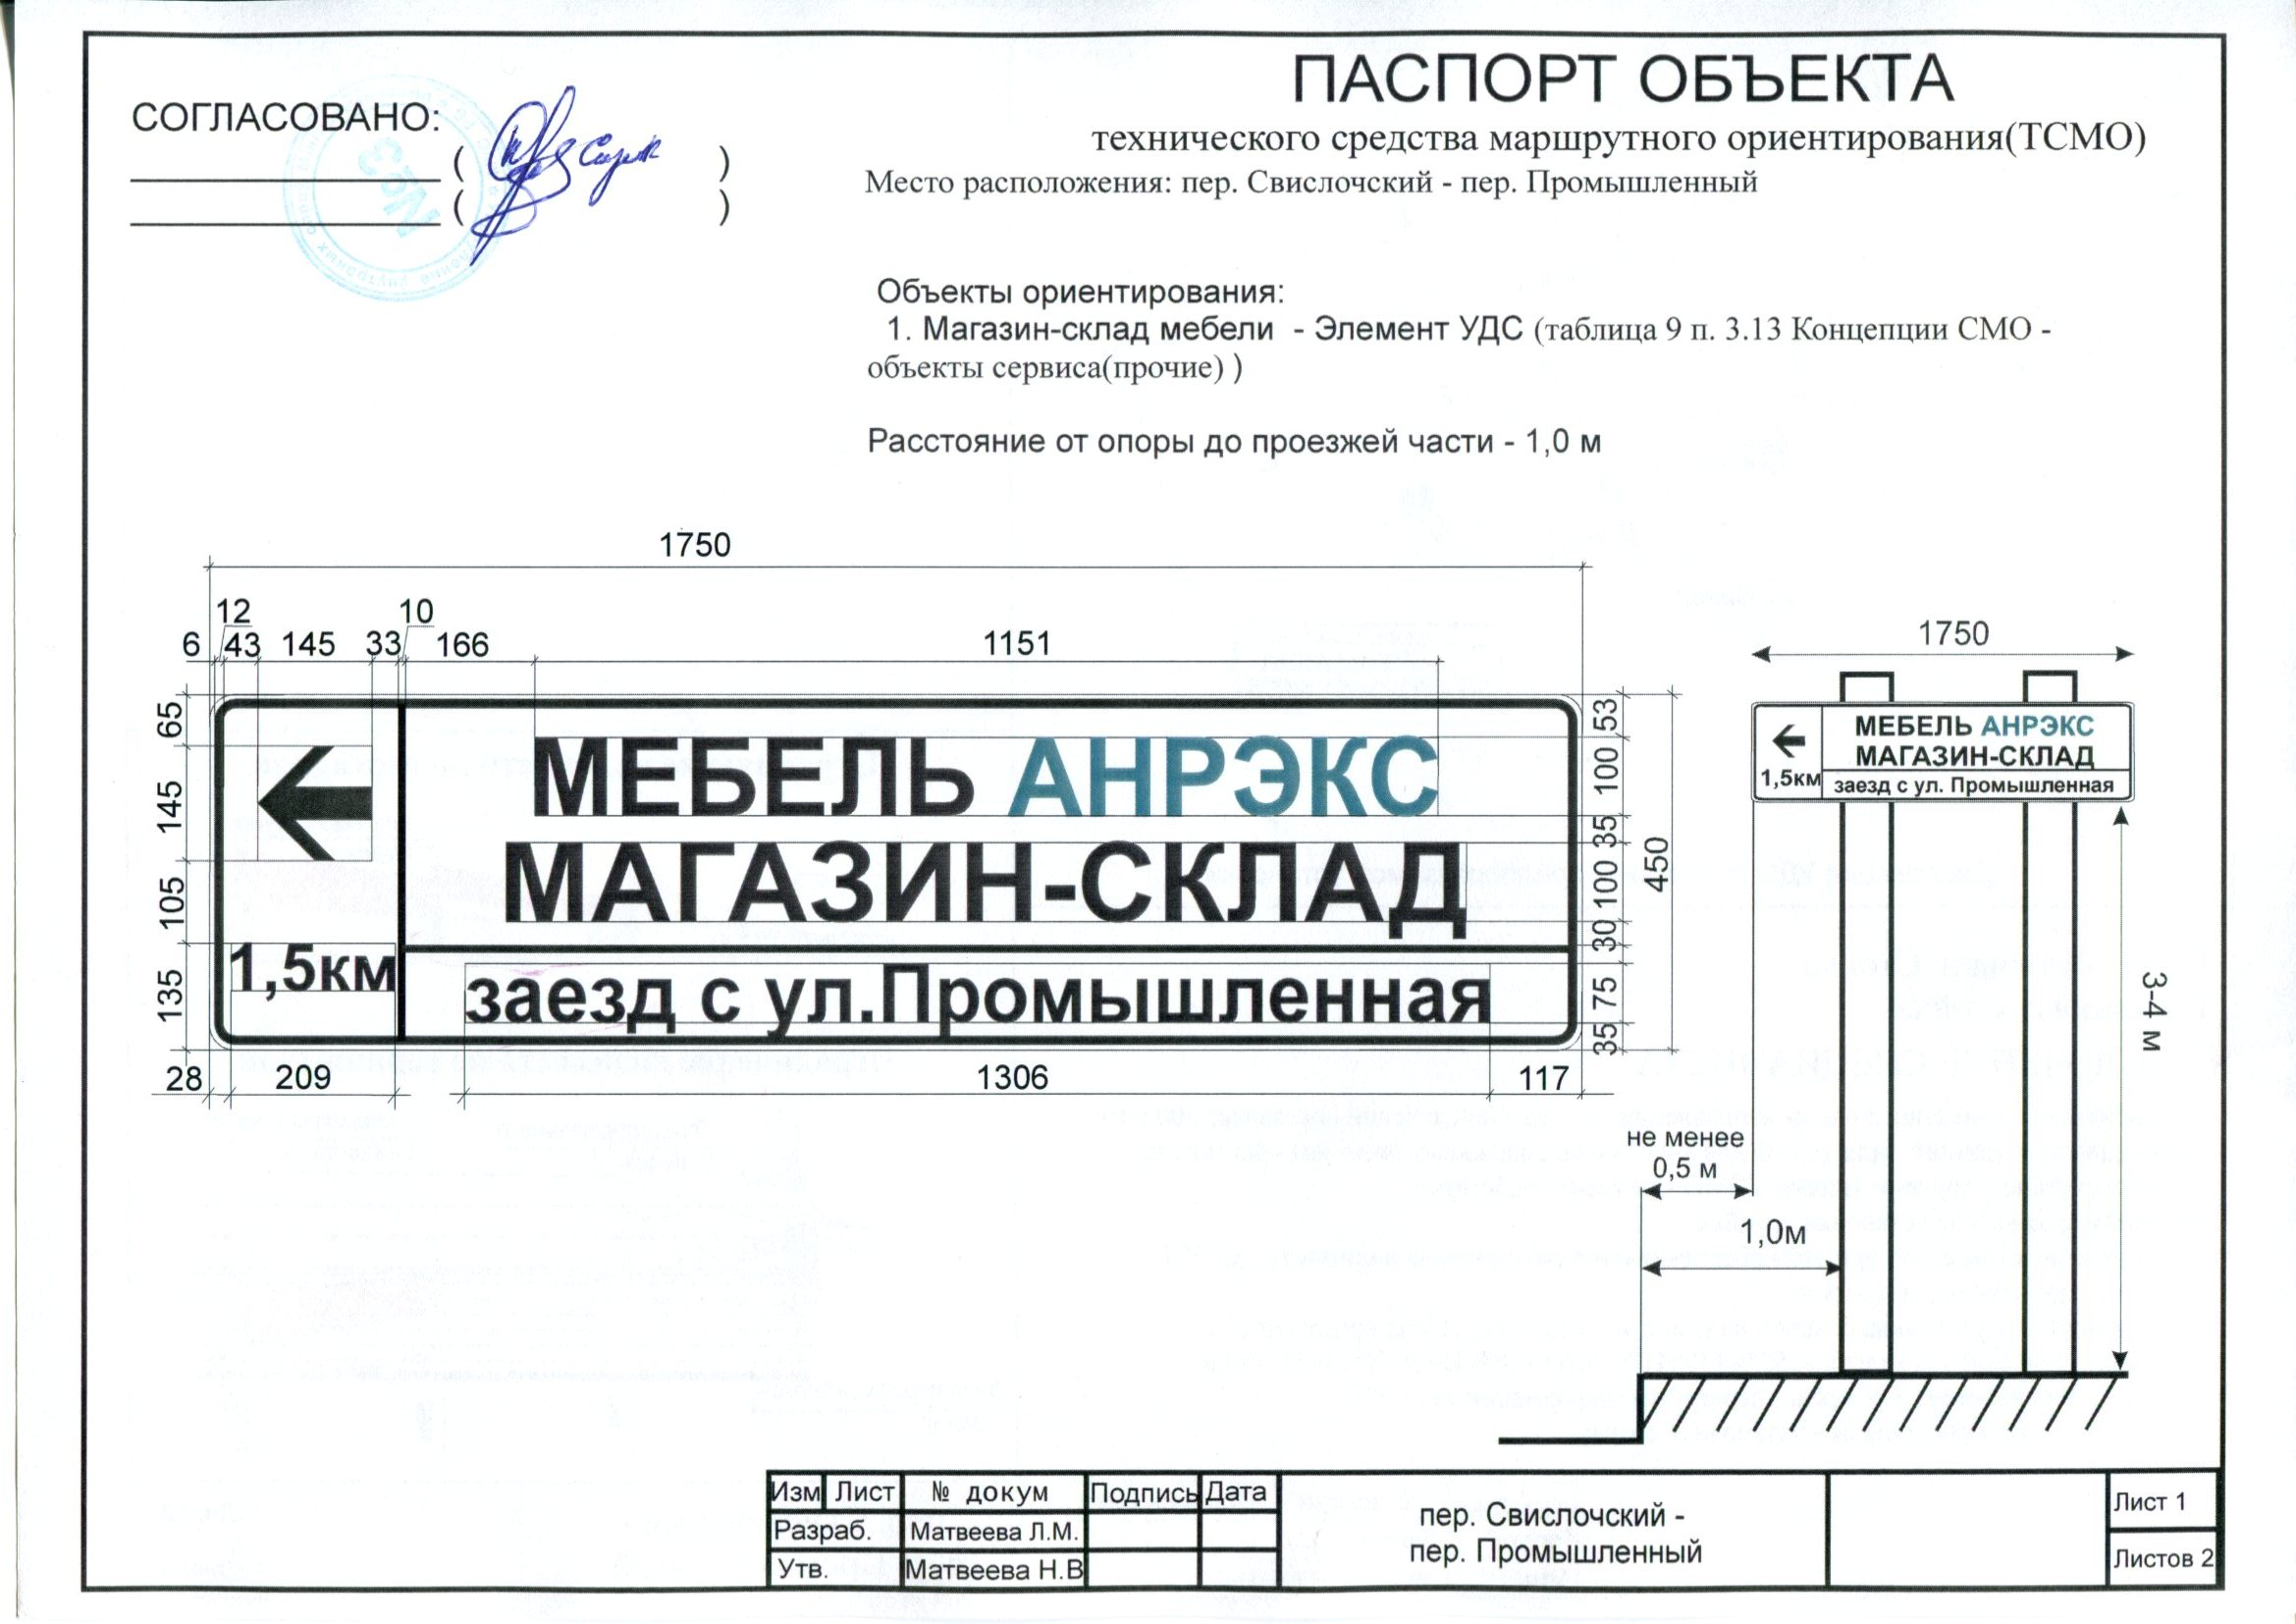 СОГЛАСОВАНО:
( )
( )
№3
ПАСПОРТ ОБЪЕКТА
технического средства маршрутного ориентирования(ТСМО)
Место расположения: пер. Свислочский - пер. Промышленный
Объекты ориентирования:
1. Магазин-склад мебели - Элемент УДС (таблица 9 п. 3.13 Концепции СМО -
объекты сервиса(прочие) )
Расстояние от опоры до проезжей части - 1,0 м
1750
12 10
6 43 145 33 166 1151
65
145
105
135
МЕБЕЛЬ АНРЭКС
МАГАЗИН-СКЛАД
1,5км
заезд с ул.Промышленная
53
100
35
100
30
75
35
450
28 209 1306 117
1750
МЕБЕЛЬ АНРЭКС
МАГАЗИН-СКЛАД
1,5км заезд с ул. Промышленная
3-4 м
не менее
0,5 м
1,0м
Изм Лист № докум Подпись Дата
Разраб. Матвеева Л.М.
Утв. Матвеева Н.В
пер. Свислочский -
пер. Промышленный
Лист 1
Листов 2